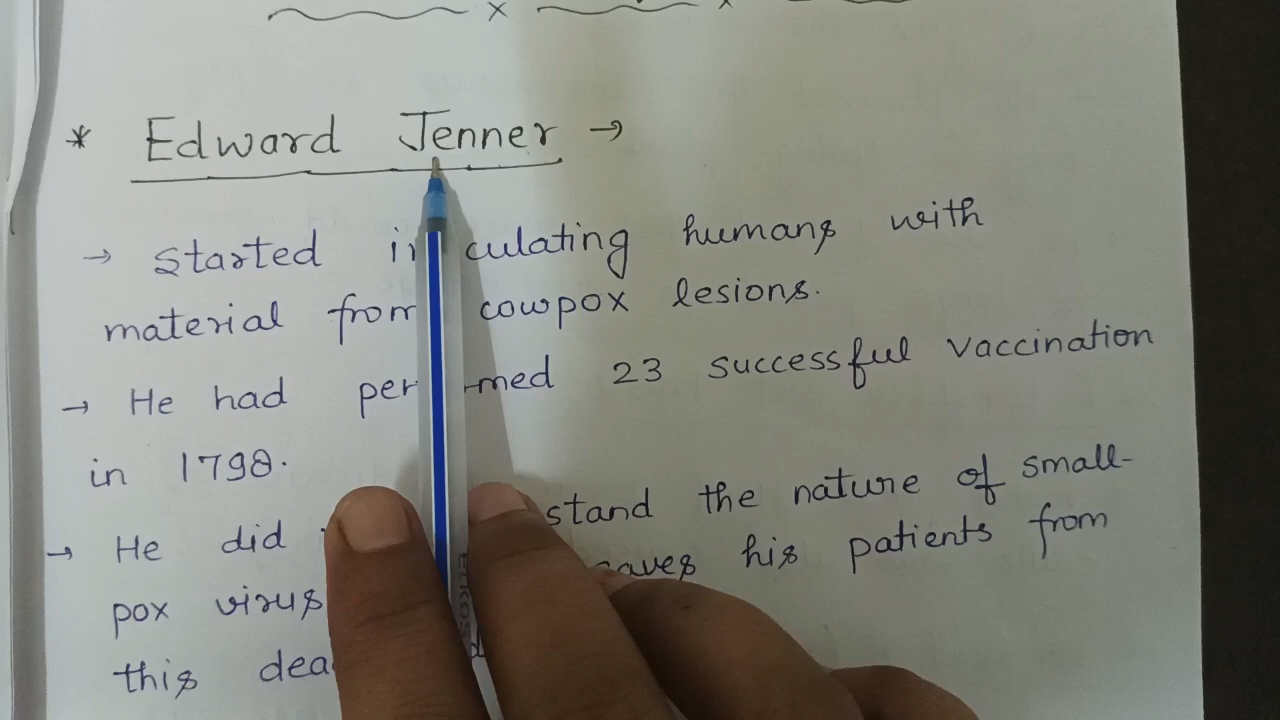 * Edward Jenner →
→ started in culating humans with
material from cowpox lesions.
→ He had per med 23 successful vaccination
in 1798.
→ He did stand the nature of small-
pox virus saves his patients from
this dea